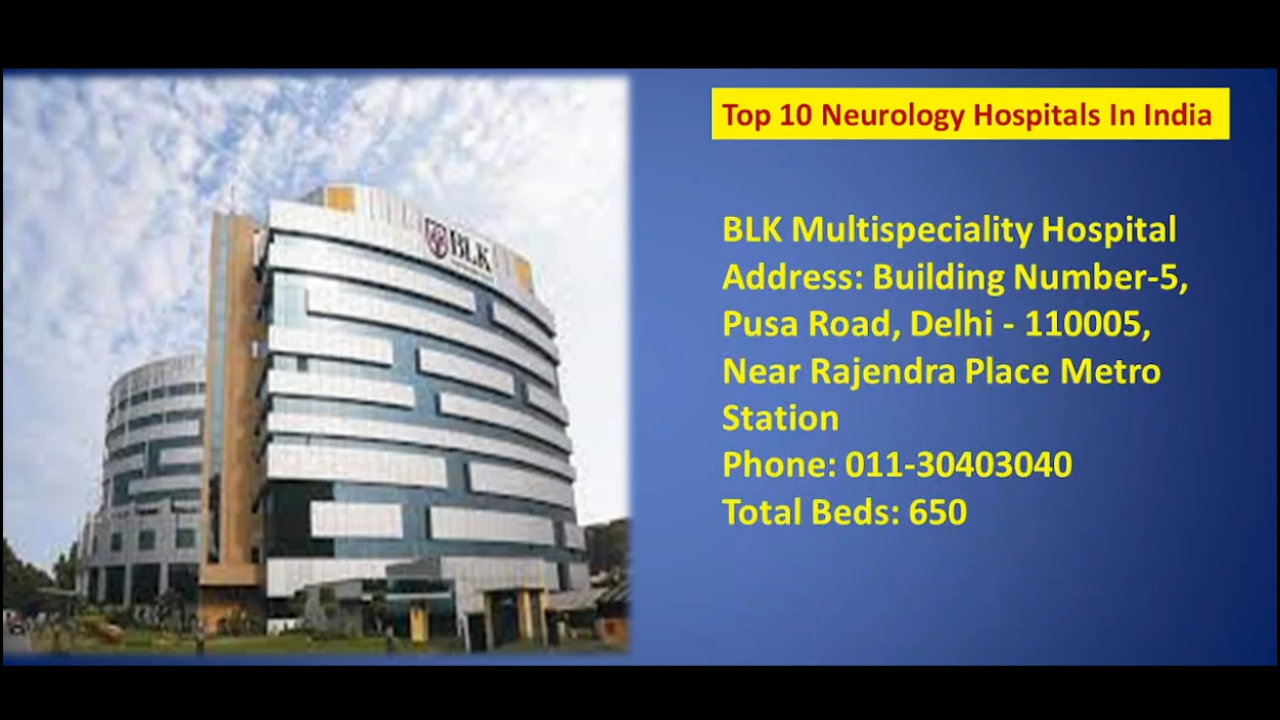 Top 10 Neurology Hospitals In India
BLK
BLK Multispeciality Hospital
Address: Building Number-5,
Pusa Road, Delhi - 110005,
Near Rajendra Place Metro
Station
Phone: 011-30403040
Total Beds: 650